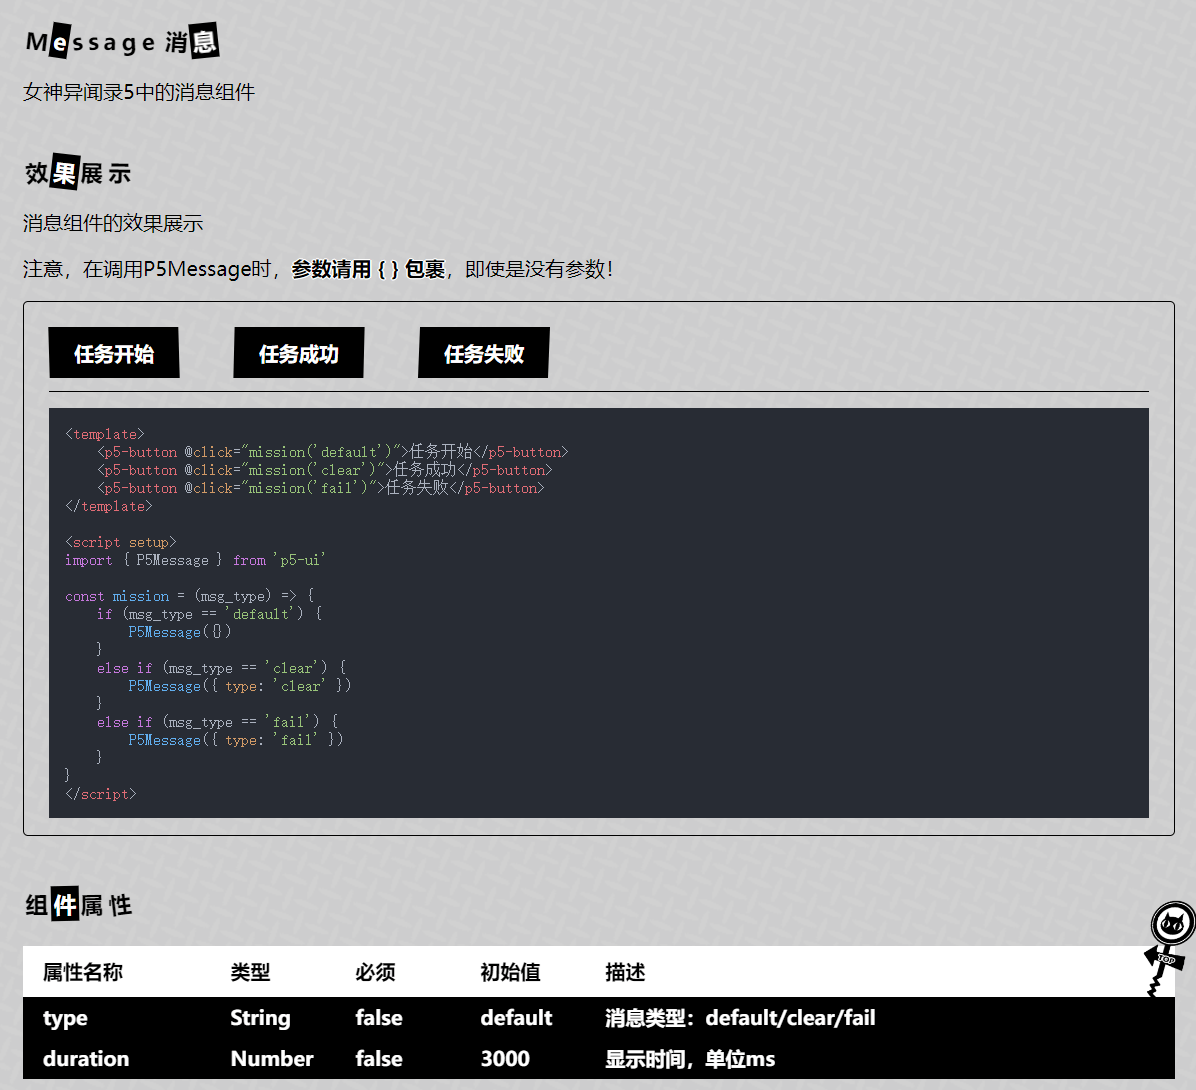 Message 消息
女神异闻录5中的消息组件
效果展示
消息组件的效果展示
注意，在调用P5Message时，参数请用 { } 包裹，即使是没有参数！
任务开始 任务成功 任务失败
<template>
    <p5-button @click="mission('default')">任务开始</p5-button>
    <p5-button @click="mission('clear')">任务成功</p5-button>
    <p5-button @click="mission('fail')">任务失败</p5-button>
</template>
<script setup>
import { P5Message } from 'p5-ui'
const mission = (msg_type) => {
    if (msg_type == 'default') {
        P5Message({})
    }
    else if (msg_type == 'clear') {
        P5Message({ type: 'clear' })
    }
    else if (msg_type == 'fail') {
        P5Message({ type: 'fail' })
    }
}
</script>
组件属性
TOP
属性名称 类型 必须 初始值 描述
type String false default 消息类型：default/clear/fail
duration Number false 3000 显示时间，单位ms